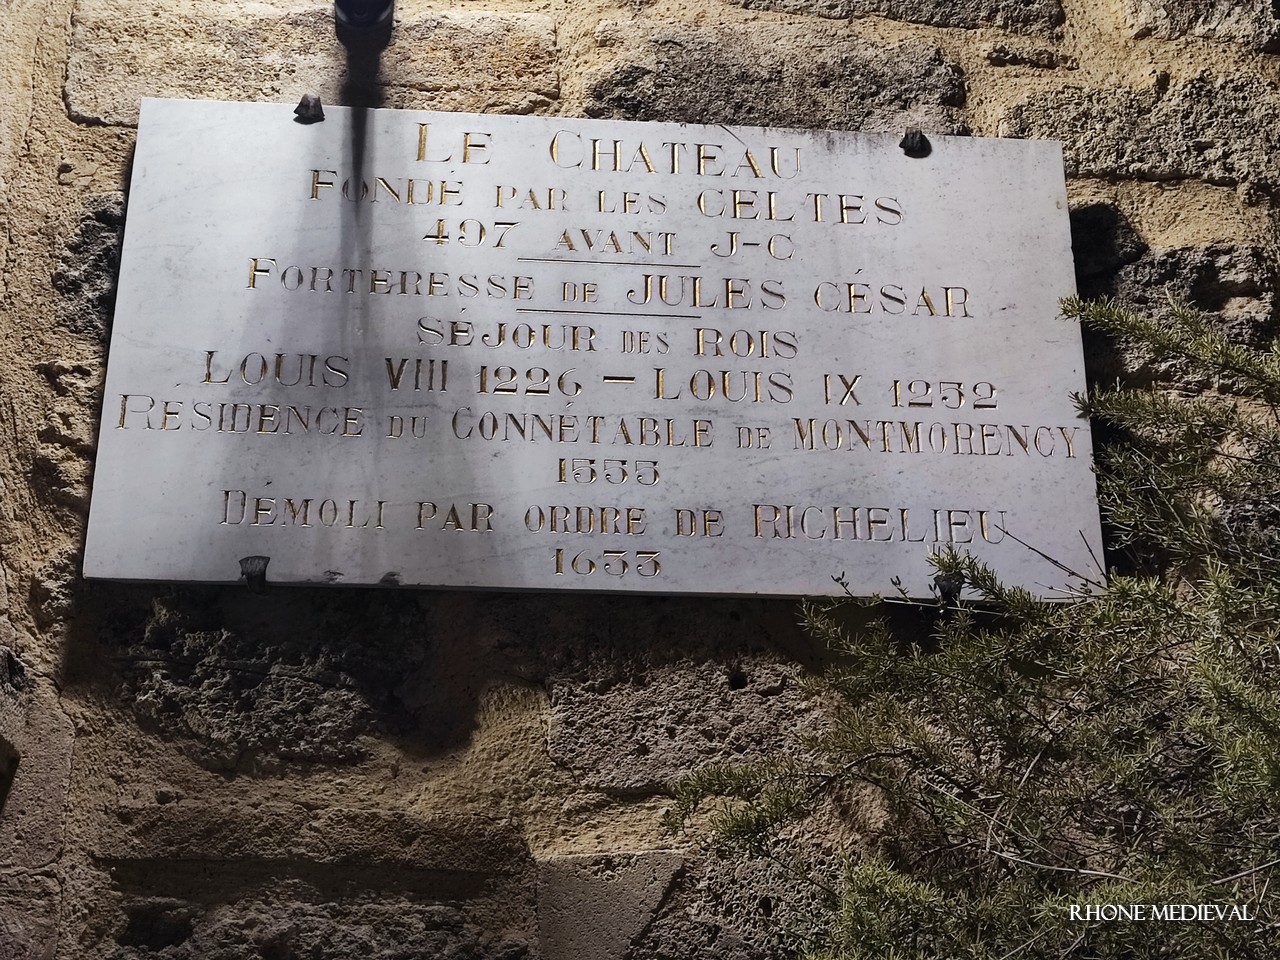 LE CHATEAU
FONDÉ PAR LES CELTES
497 AVANT J-C
FORTERESSE DE JULES CÉSAR
SÉJOUR DES ROIS
LOUIS VIII 1226 — LOUIS IX 1252
RÉSIDENCE DU CONNÉTABLE DE MONTMORENCY
1555
DÉMOLI PAR ORDRE DE RICHELIEU
1633
RHONE MEDIEVAL